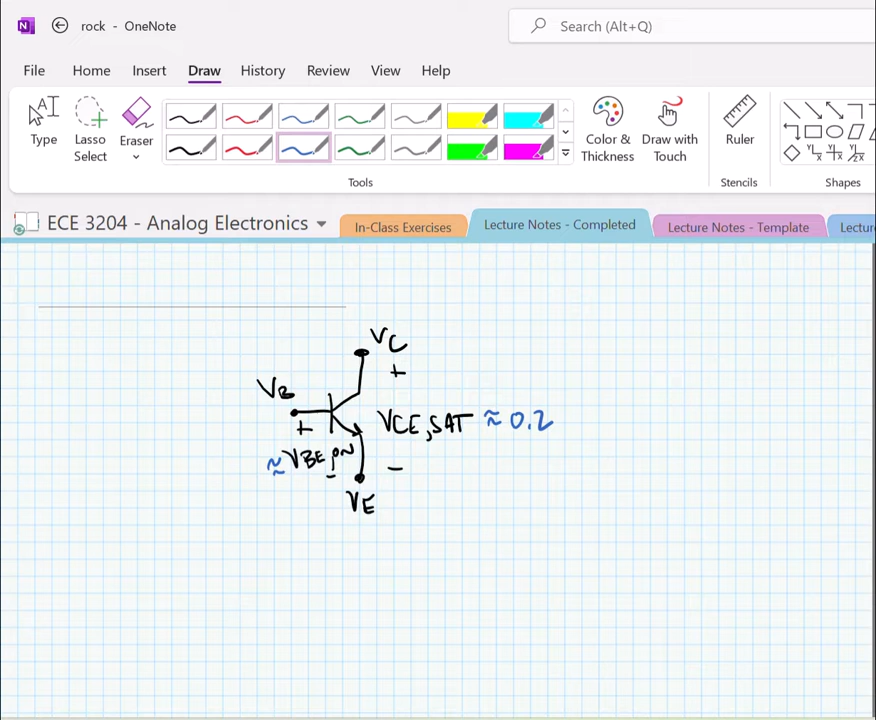 rock - OneNote
Search (Alt+Q)
File Home Insert Draw History Review View Help
Type
Lasso Select
Eraser
Color & Thickness
Draw with Touch
Ruler
Tools
Stencils
Shapes
ECE 3204 - Analog Electronics
In-Class Exercises
Lecture Notes - Completed
Lecture Notes - Template
Lectur
VC
+
VB
+
VCE,SAT ≈ 0.2
≈ VBE,ON
-
-
VE